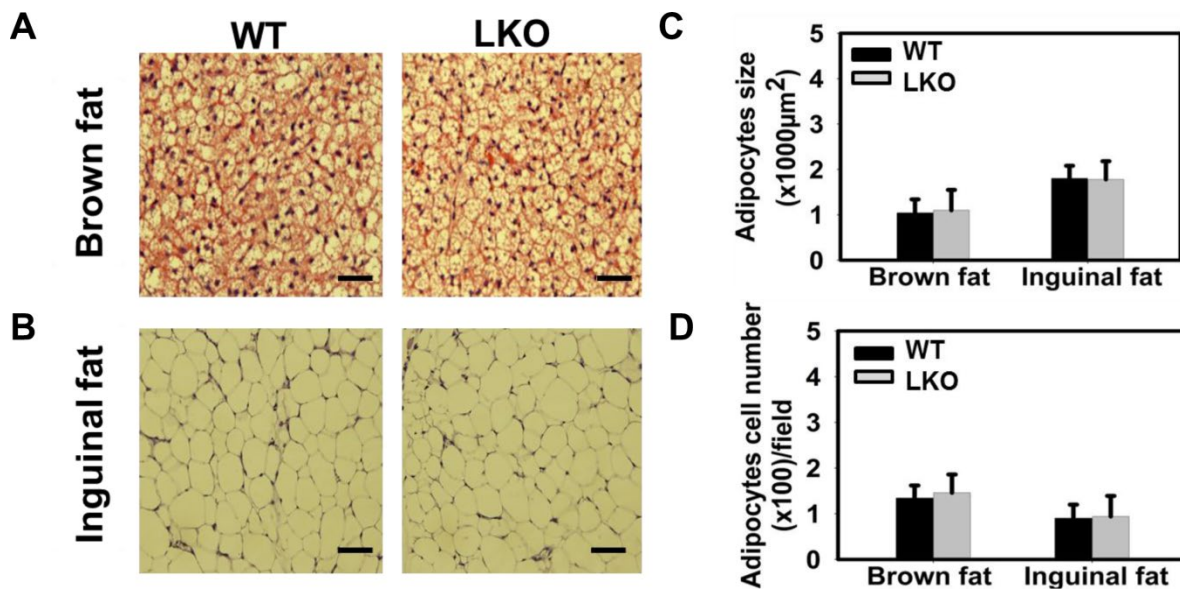 A
WT
LKO
Brown fat
B
Inguinal fat
C
Adipocytes size
(x1000µm²)
5
4
3
2
1
0
WT
LKO
Brown fat
Inguinal fat
D
Adipocytes cell number
(x100)/field
5
4
3
2
1
0
WT
LKO
Brown fat
Inguinal fat